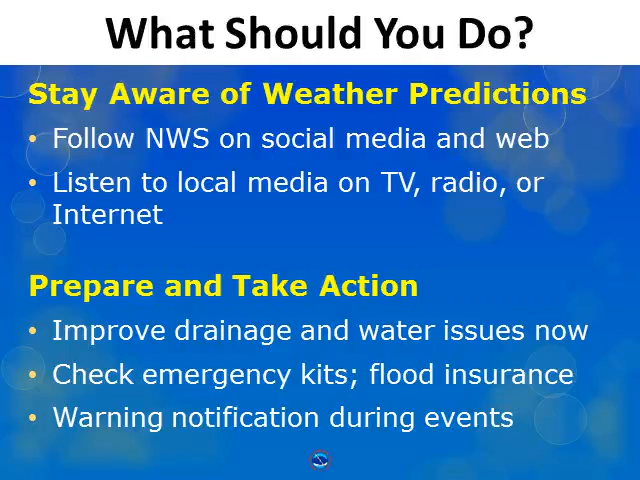 What Should You Do?
Stay Aware of Weather Predictions
• Follow NWS on social media and web
• Listen to local media on TV, radio, or
Internet
Prepare and Take Action
• Improve drainage and water issues now
• Check emergency kits; flood insurance
• Warning notification during events